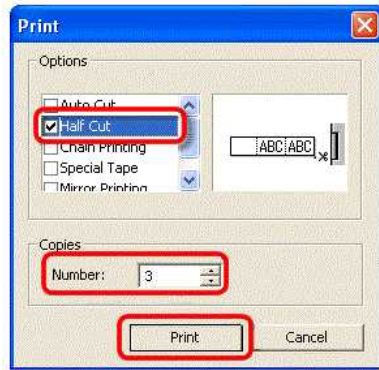 Print
Options
Auto Cut
Half Cut
Chain Printing
Special Tape
Mirror Printing
ABC ABC
Copies
Number: 3
Print Cancel